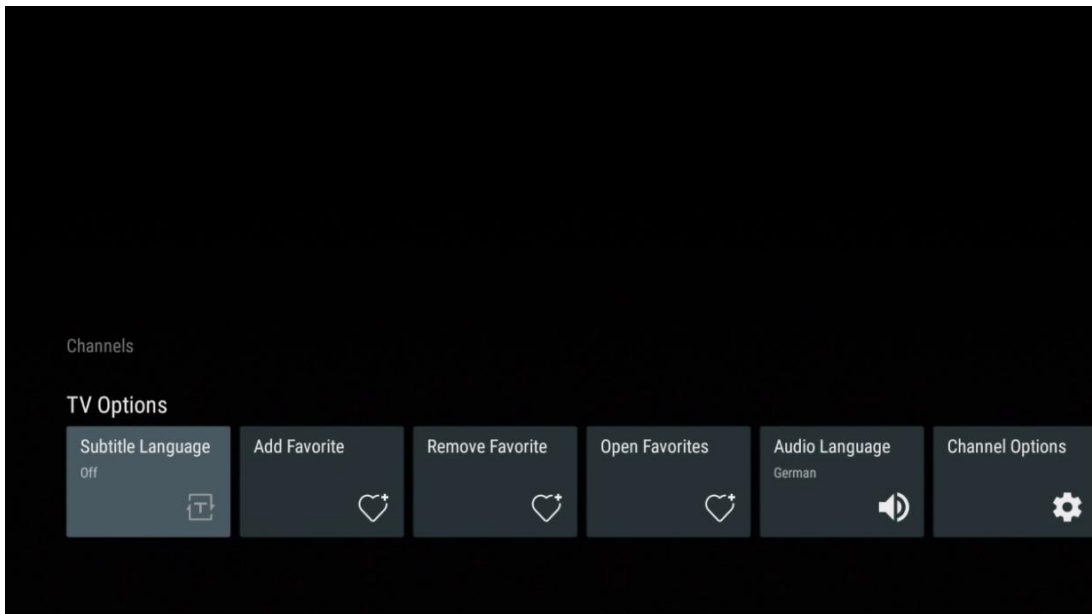 Channels
TV Options
Subtitle Language
Off
Add Favorite
Remove Favorite
Open Favorites
Audio Language
German
Channel Options